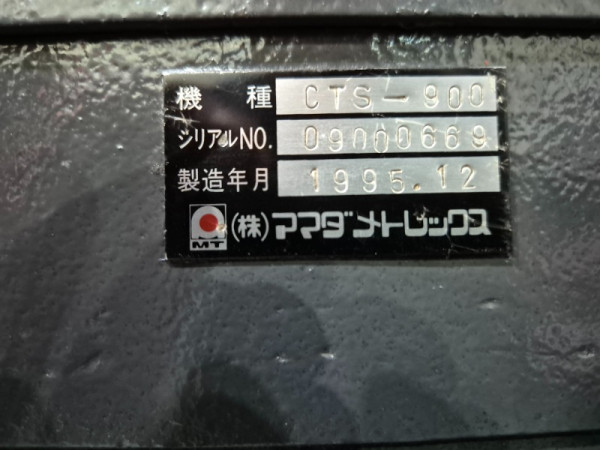 機種 CTS-900
シリアルNO. 09000669
製造年月 1995.12
MT (株)アマダメトレックス